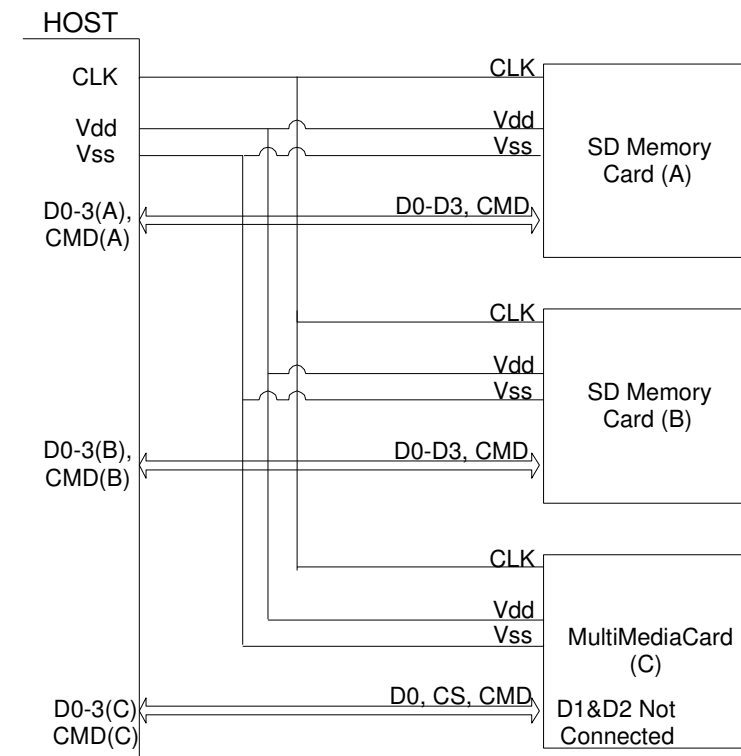 HOST
CLK
CLK
Vdd
Vdd
Vss
Vss
SD Memory
Card (A)
D0-3(A),
CMD(A)
D0-D3, CMD
CLK
Vdd
Vss
SD Memory
Card (B)
D0-3(B),
CMD(B)
D0-D3, CMD
CLK
Vdd
Vss
MultiMediaCard
(C)
D0-3(C)
CMD(C)
D0, CS, CMD
D1&D2 Not
Connected